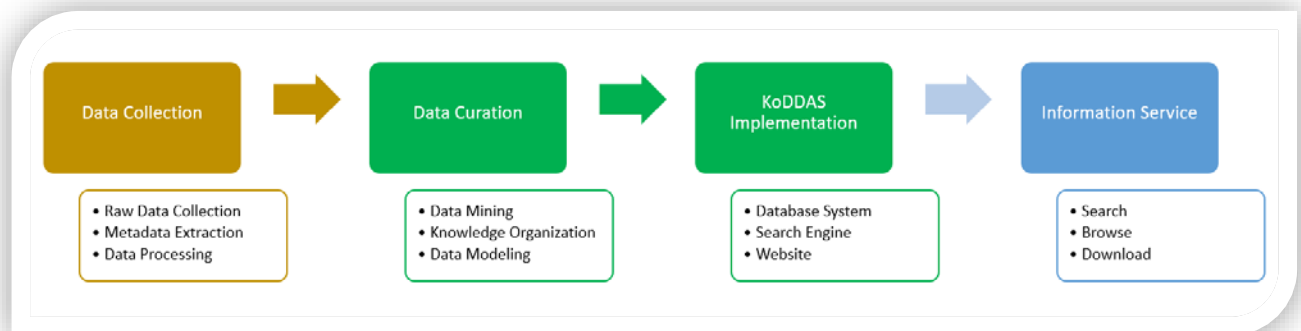 Data Collection
• Raw Data Collection
• Metadata Extraction
• Data Processing
Data Curation
• Data Mining
• Knowledge Organization
• Data Modeling
KoDDAS
Implementation
• Database System
• Search Engine
• Website
Information Service
• Search
• Browse
• Download